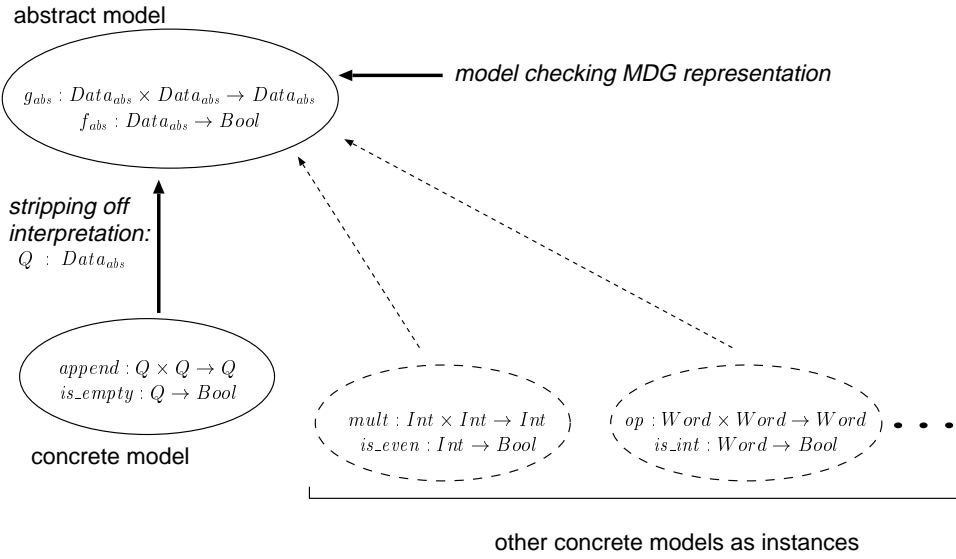 abstract model
model checking MDG representation
g_abs : Data_abs × Data_abs → Data_abs
f_abs : Data_abs → Bool
stripping off
interpretation:
Q : Data_abs
append : Q × Q → Q
is_empty : Q → Bool
concrete model
mult : Int × Int → Int
is_even : Int → Bool
op : Word × Word → Word
is_int : Word → Bool
other concrete models as instances